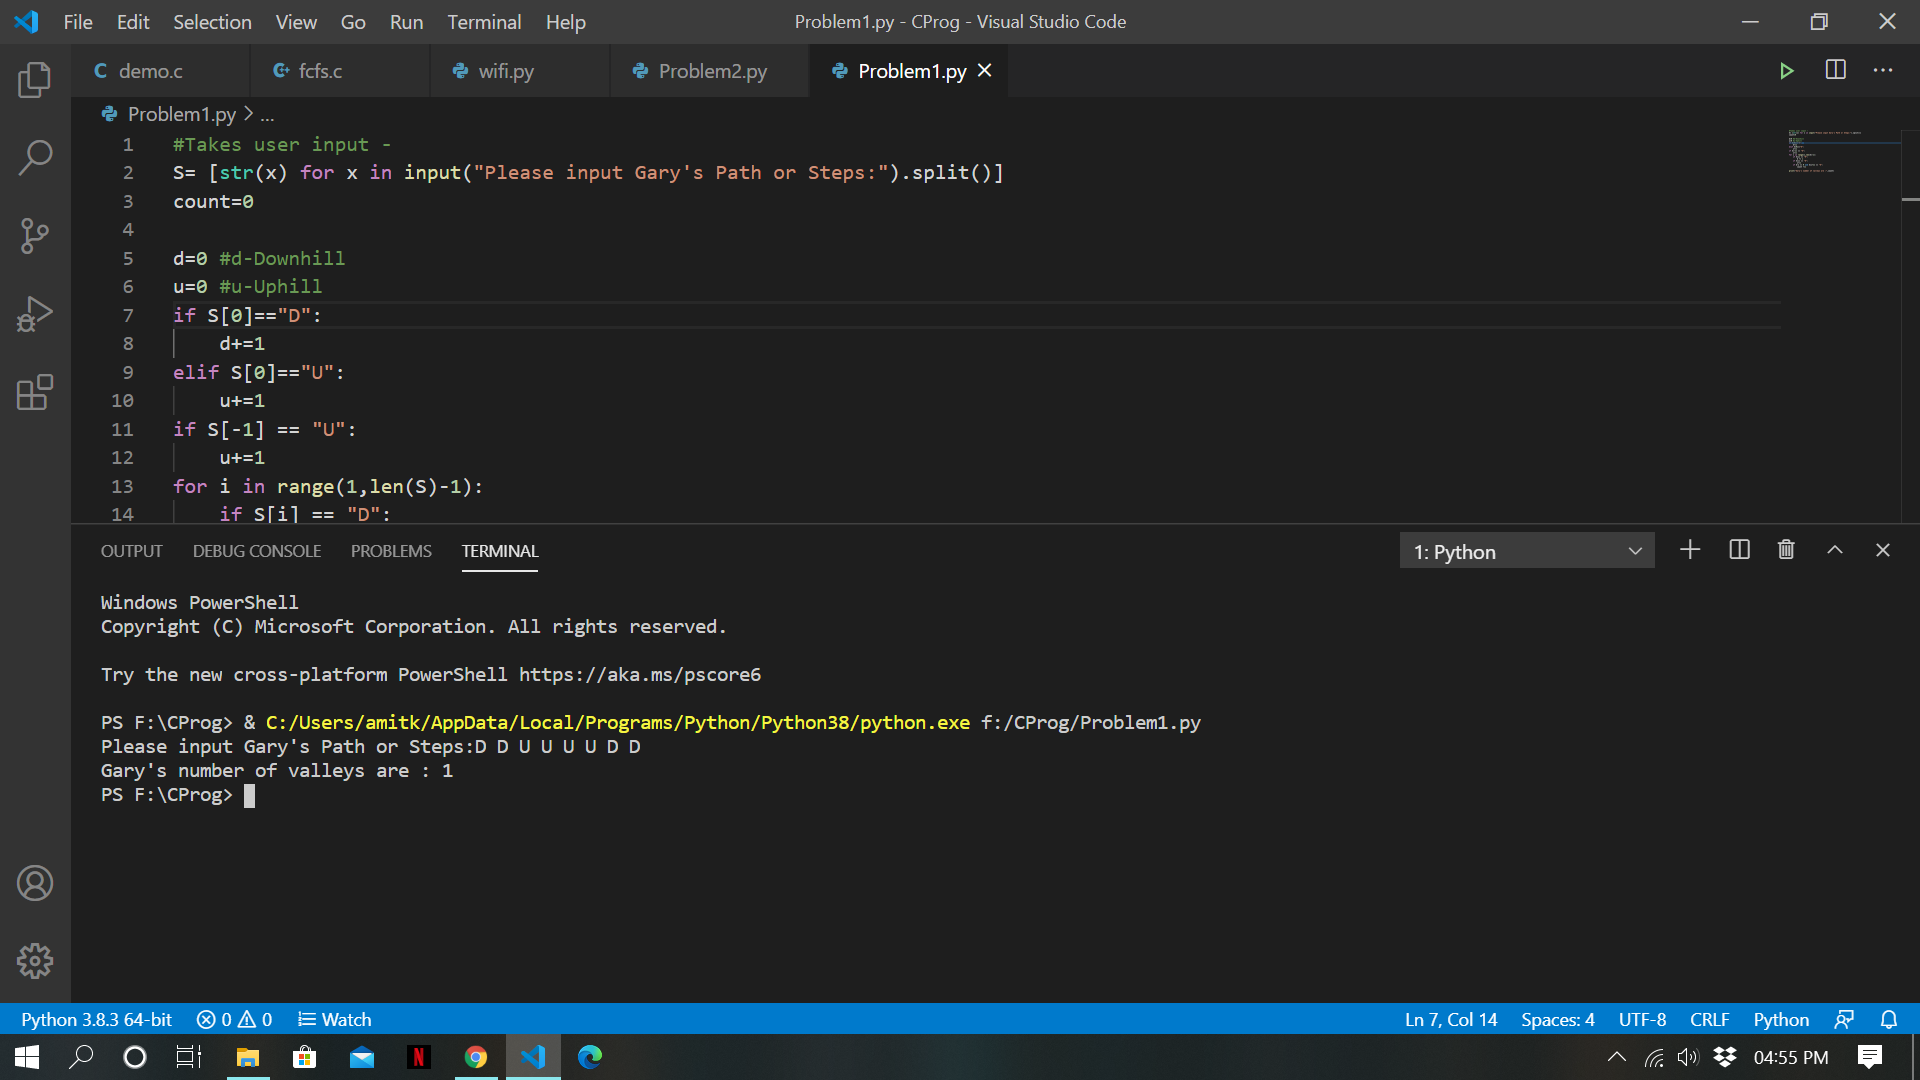 File Edit Selection View Go Run Terminal Help Problem1.py - CProg - Visual Studio Code
demo.c fcfs.c wifi.py Problem2.py Problem1.py
Problem1.py > ...
1 #Takes user input -
2 S= [str(x) for x in input("Please input Gary's Path or Steps:").split()]
3 count=0
4
5 d=0 #d-Downhill
6 u=0 #u-Uphill
7 if S[0]=="D":
8 d+=1
9 elif S[0]=="U":
10 u+=1
11 if S[-1] == "U":
12 u+=1
13 for i in range(1,len(S)-1):
14 if S[i] == "D":
OUTPUT DEBUG CONSOLE PROBLEMS TERMINAL 1: Python
Windows PowerShell
Copyright (C) Microsoft Corporation. All rights reserved.
Try the new cross-platform PowerShell https://aka.ms/pscore6
PS F:\CProg> & C:/Users/amitk/AppData/Local/Programs/Python/Python38/python.exe f:/CProg/Problem1.py
Please input Gary's Path or Steps:D D U U U U D D
Gary's number of valleys are : 1
PS F:\CProg>
Python 3.8.3 64-bit 0 0 Watch Ln 7, Col 14 Spaces: 4 UTF-8 CRLF Python
04:55 PM